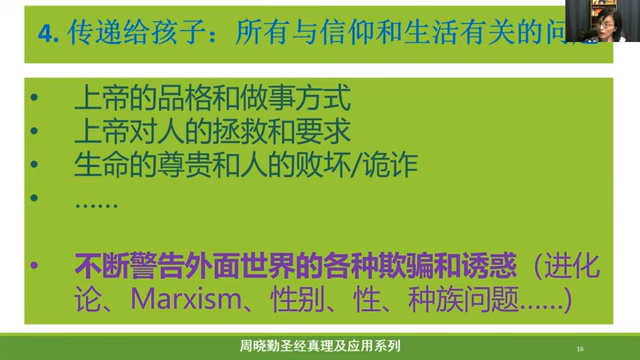 4. 传递给孩子：所有与信仰和生活有关的问题
• 上帝的品格和做事方式
• 上帝对人的拯救和要求
• 生命的尊贵和人的败坏/诡诈
• ……
• 不断警告外面世界的各种欺骗和诱惑（进化
论、Marxism、性别、性、种族问题……)
周晓勤圣经真理及应用系列
16